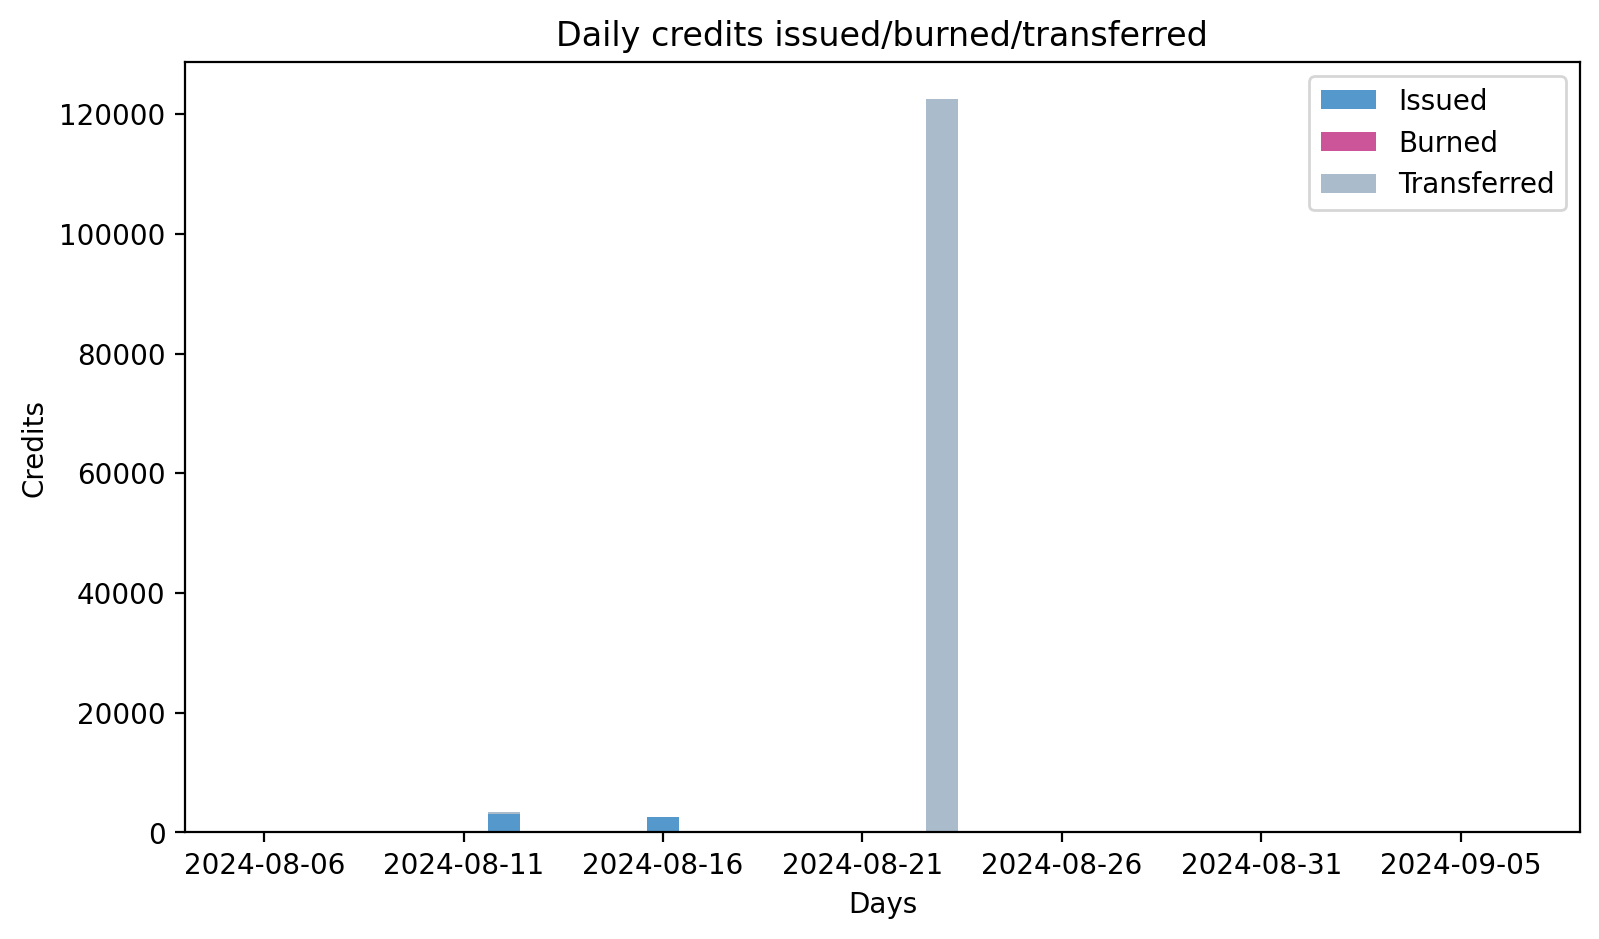 Daily credits issued/burned/transferred
Issued
Burned
Transferred
120000
100000
80000
60000
40000
20000
0
Credits
2024-08-06 2024-08-11 2024-08-16 2024-08-21 2024-08-26 2024-08-31 2024-09-05
Days